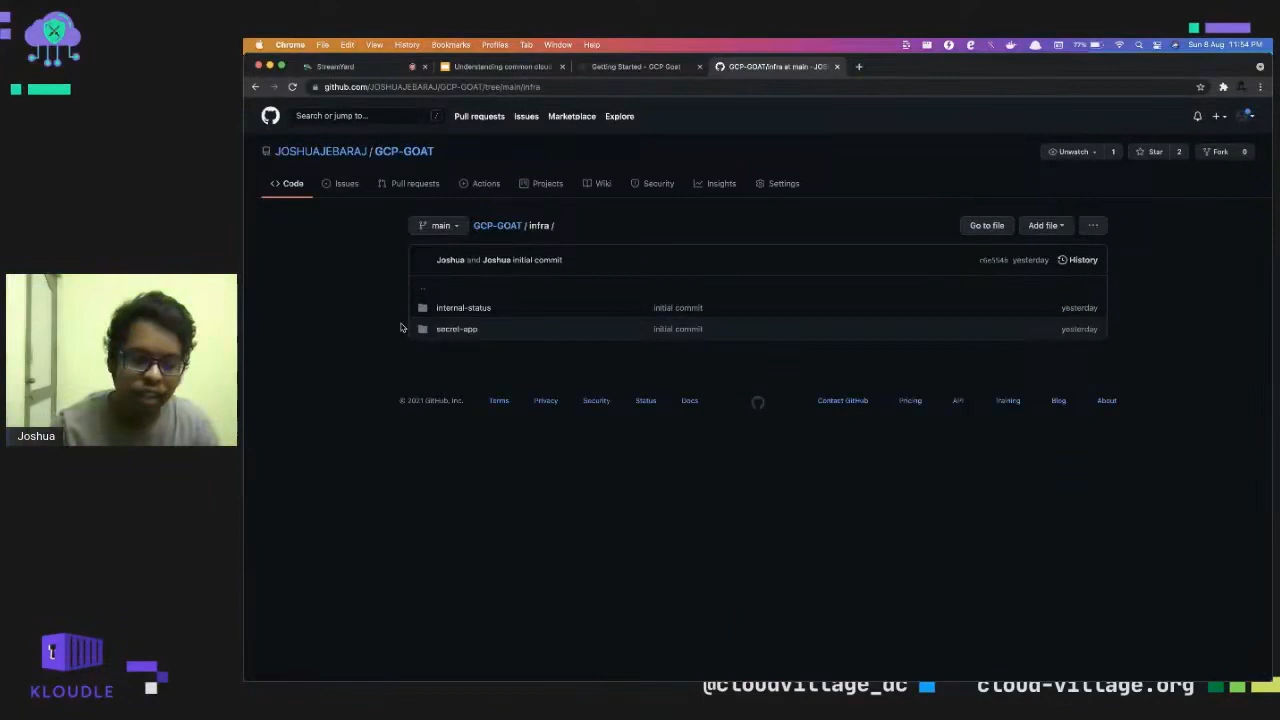 Chrome File Edit View History Bookmarks Profiles Tab Window Help
77% Sun 8 Aug 11:54 PM
StreamYard
Understanding common clou
Getting Started - GCP Goat
GCP-GOAT/infra at main · JOS
github.com/JOSHUAJEBARAJ/GCP-GOAT/tree/main/infra
Search or jump to... /
Pull requests Issues Marketplace Explore
JOSHUAJEBARAJ / GCP-GOAT
Unwatch 1 Star 2 Fork 0
Code Issues Pull requests Actions Projects Wiki Security Insights Settings
main GCP-GOAT / infra /
Go to file Add file ...
Joshua and Joshua initial commit
yesterday History
..
internal-status initial commit yesterday
secret-app initial commit yesterday
© 2021 GitHub, Inc. Terms Privacy Security Status Docs Contact GitHub Pricing API Training Blog About
Joshua
KLOUDLE
@cloudvillage_dc cloud-village.org